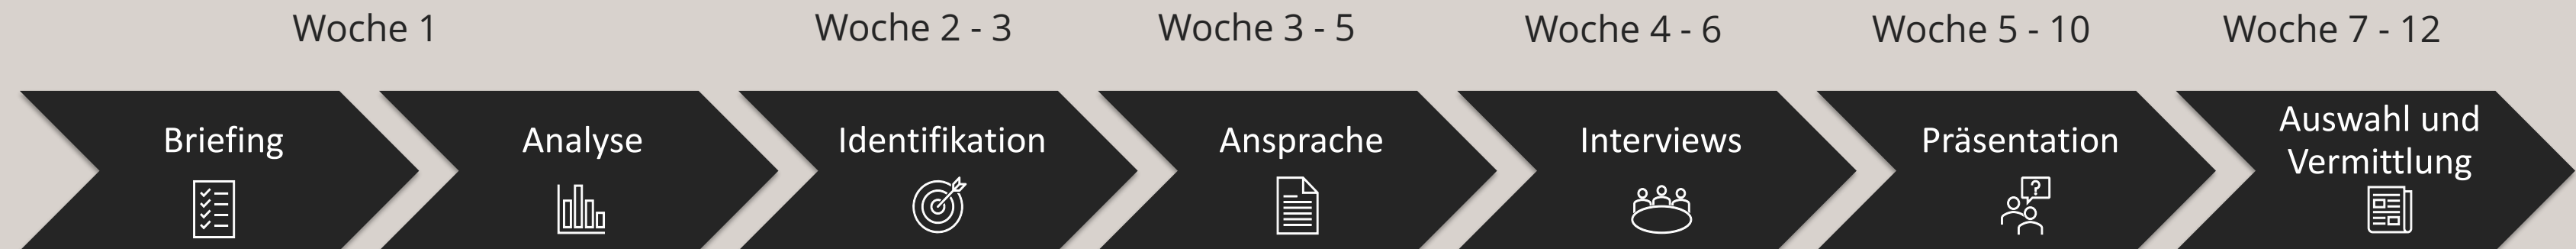 Woche 1
Woche 2 - 3
Woche 3 - 5
Woche 4 - 6
Woche 5 - 10
Woche 7 - 12
Briefing
Analyse
Identifikation
Ansprache
Interviews
Präsentation
Auswahl und
Vermittlung
?